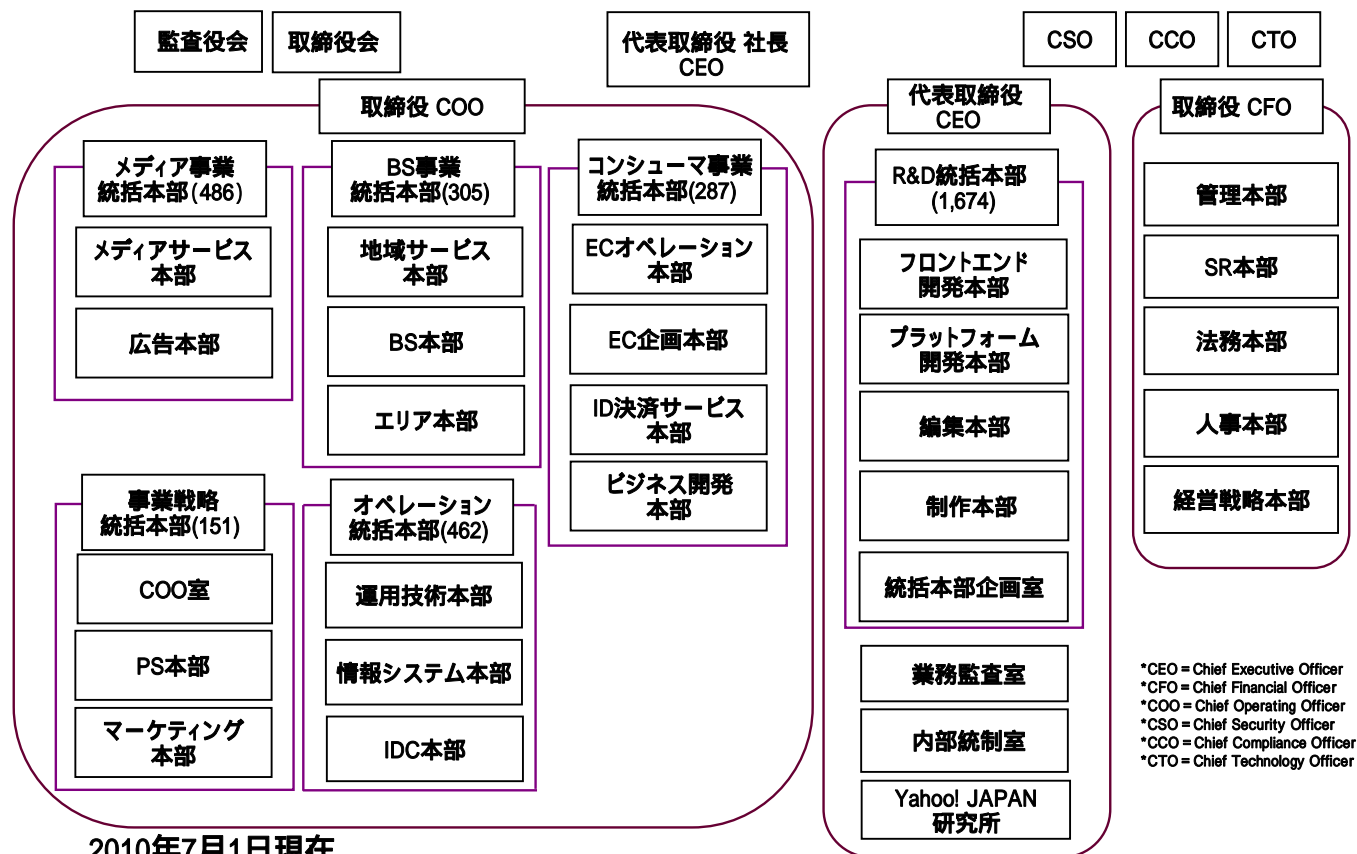 監査役会
取締役会
代表取締役 社長
CEO
CSO
CCO
CTO
取締役 COO
メディア事業
統括本部(486)
メディアサービス
本部
広告本部
BS事業
統括本部(305)
地域サービス
本部
BS本部
エリア本部
コンシューマ事業
統括本部(287)
ECオペレーション
本部
EC企画本部
ID決済サービス
本部
ビジネス開発
本部
事業戦略
統括本部(151)
COO室
PS本部
マーケティング
本部
オペレーション
統括本部(462)
運用技術本部
情報システム本部
IDC本部
代表取締役
CEO
R&D統括本部
(1,674)
フロントエンド
開発本部
プラットフォーム
開発本部
編集本部
制作本部
統括本部企画室
業務監査室
内部統制室
Yahoo! JAPAN
研究所
取締役 CFO
管理本部
SR本部
法務本部
人事本部
経営戦略本部
*CEO = Chief Executive Officer
*CFO = Chief Financial Officer
*COO = Chief Operating Officer
*CSO = Chief Security Officer
*CCO = Chief Compliance Officer
*CTO = Chief Technology Officer
2010年7月1日現在